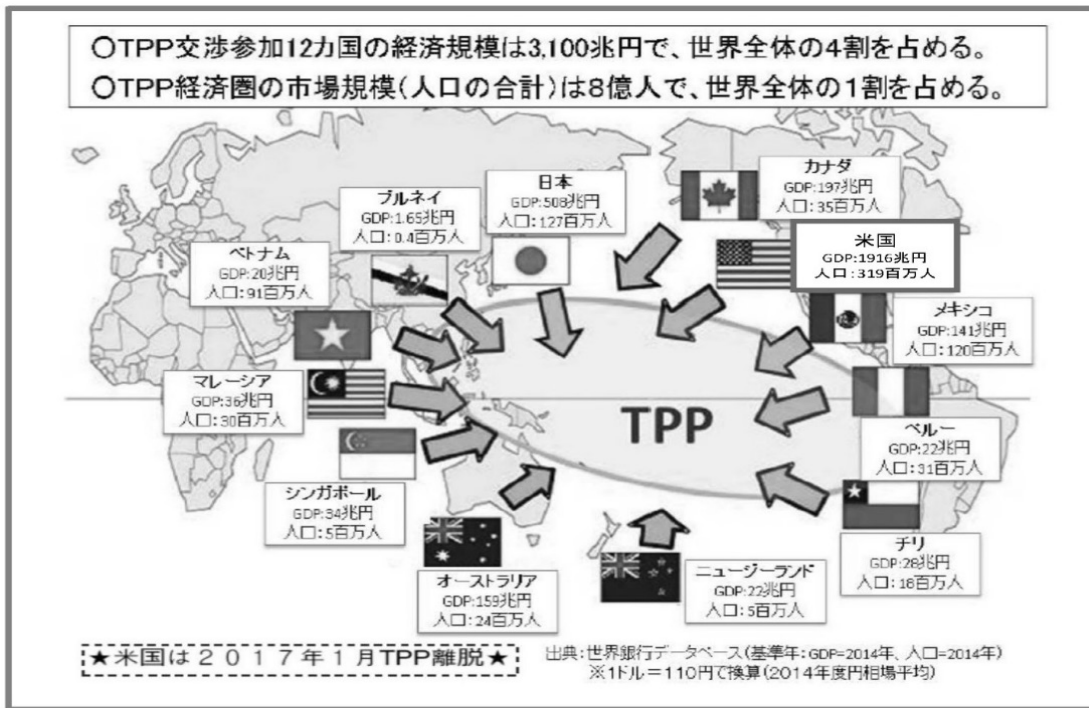 ○TPP交渉参加12カ国の経済規模は3,100兆円で、世界全体の4割を占める。
○TPP経済圏の市場規模(人口の合計)は8億人で、世界全体の1割を占める。
カナダ
GDP:197兆円
人口:35百万人
日本
GDP:508兆円
人口:127百万人
ブルネイ
GDP:1.65兆円
人口:0.4百万人
米国
GDP:1916兆円
人口:319百万人
ベトナム
GDP:20兆円
人口:91百万人
メキシコ
GDP:141兆円
人口:120百万人
マレーシア
GDP:36兆円
人口:30百万人
TPP
ペルー
GDP:22兆円
人口:31百万人
シンガポール
GDP:34兆円
人口:5百万人
チリ
GDP:28兆円
人口:18百万人
オーストラリア
GDP:159兆円
人口:24百万人
ニュージーランド
GDP:22兆円
人口:5百万人
★米国は2017年1月TPP離脱★
出典:世界銀行データベース(基準年:GDP=2014年、人口=2014年)
※1ドル=110円で換算(2014年度円相場平均)